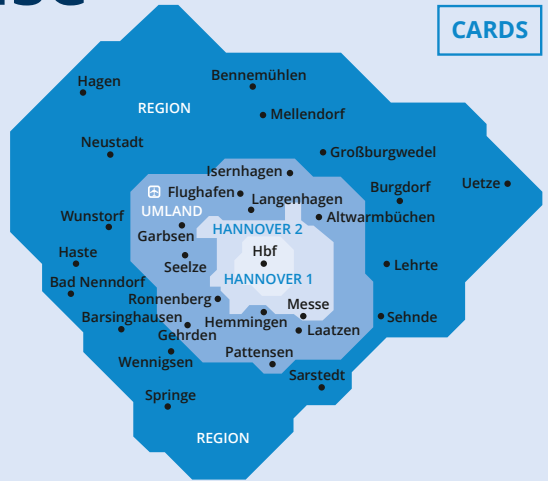 CARDS
Bennemühlen
Hagen
REGION
Mellendorf
Neustadt
Großburgwedel
Isernhagen
Flughafen
Langenhagen
Burgdorf
Uetze
UMLAND
Wunstorf
Altwarmbüchen
Garbsen
HANNOVER 2
Haste
Seelze
Hbf
Lehrte
Bad Nenndorf
HANNOVER 1
Ronnenberg
Messe
Barsinghausen
Hemmingen
Sehnde
Gehrden
Laatzen
Wennigsen
Pattensen
Sarstedt
Springe
REGION